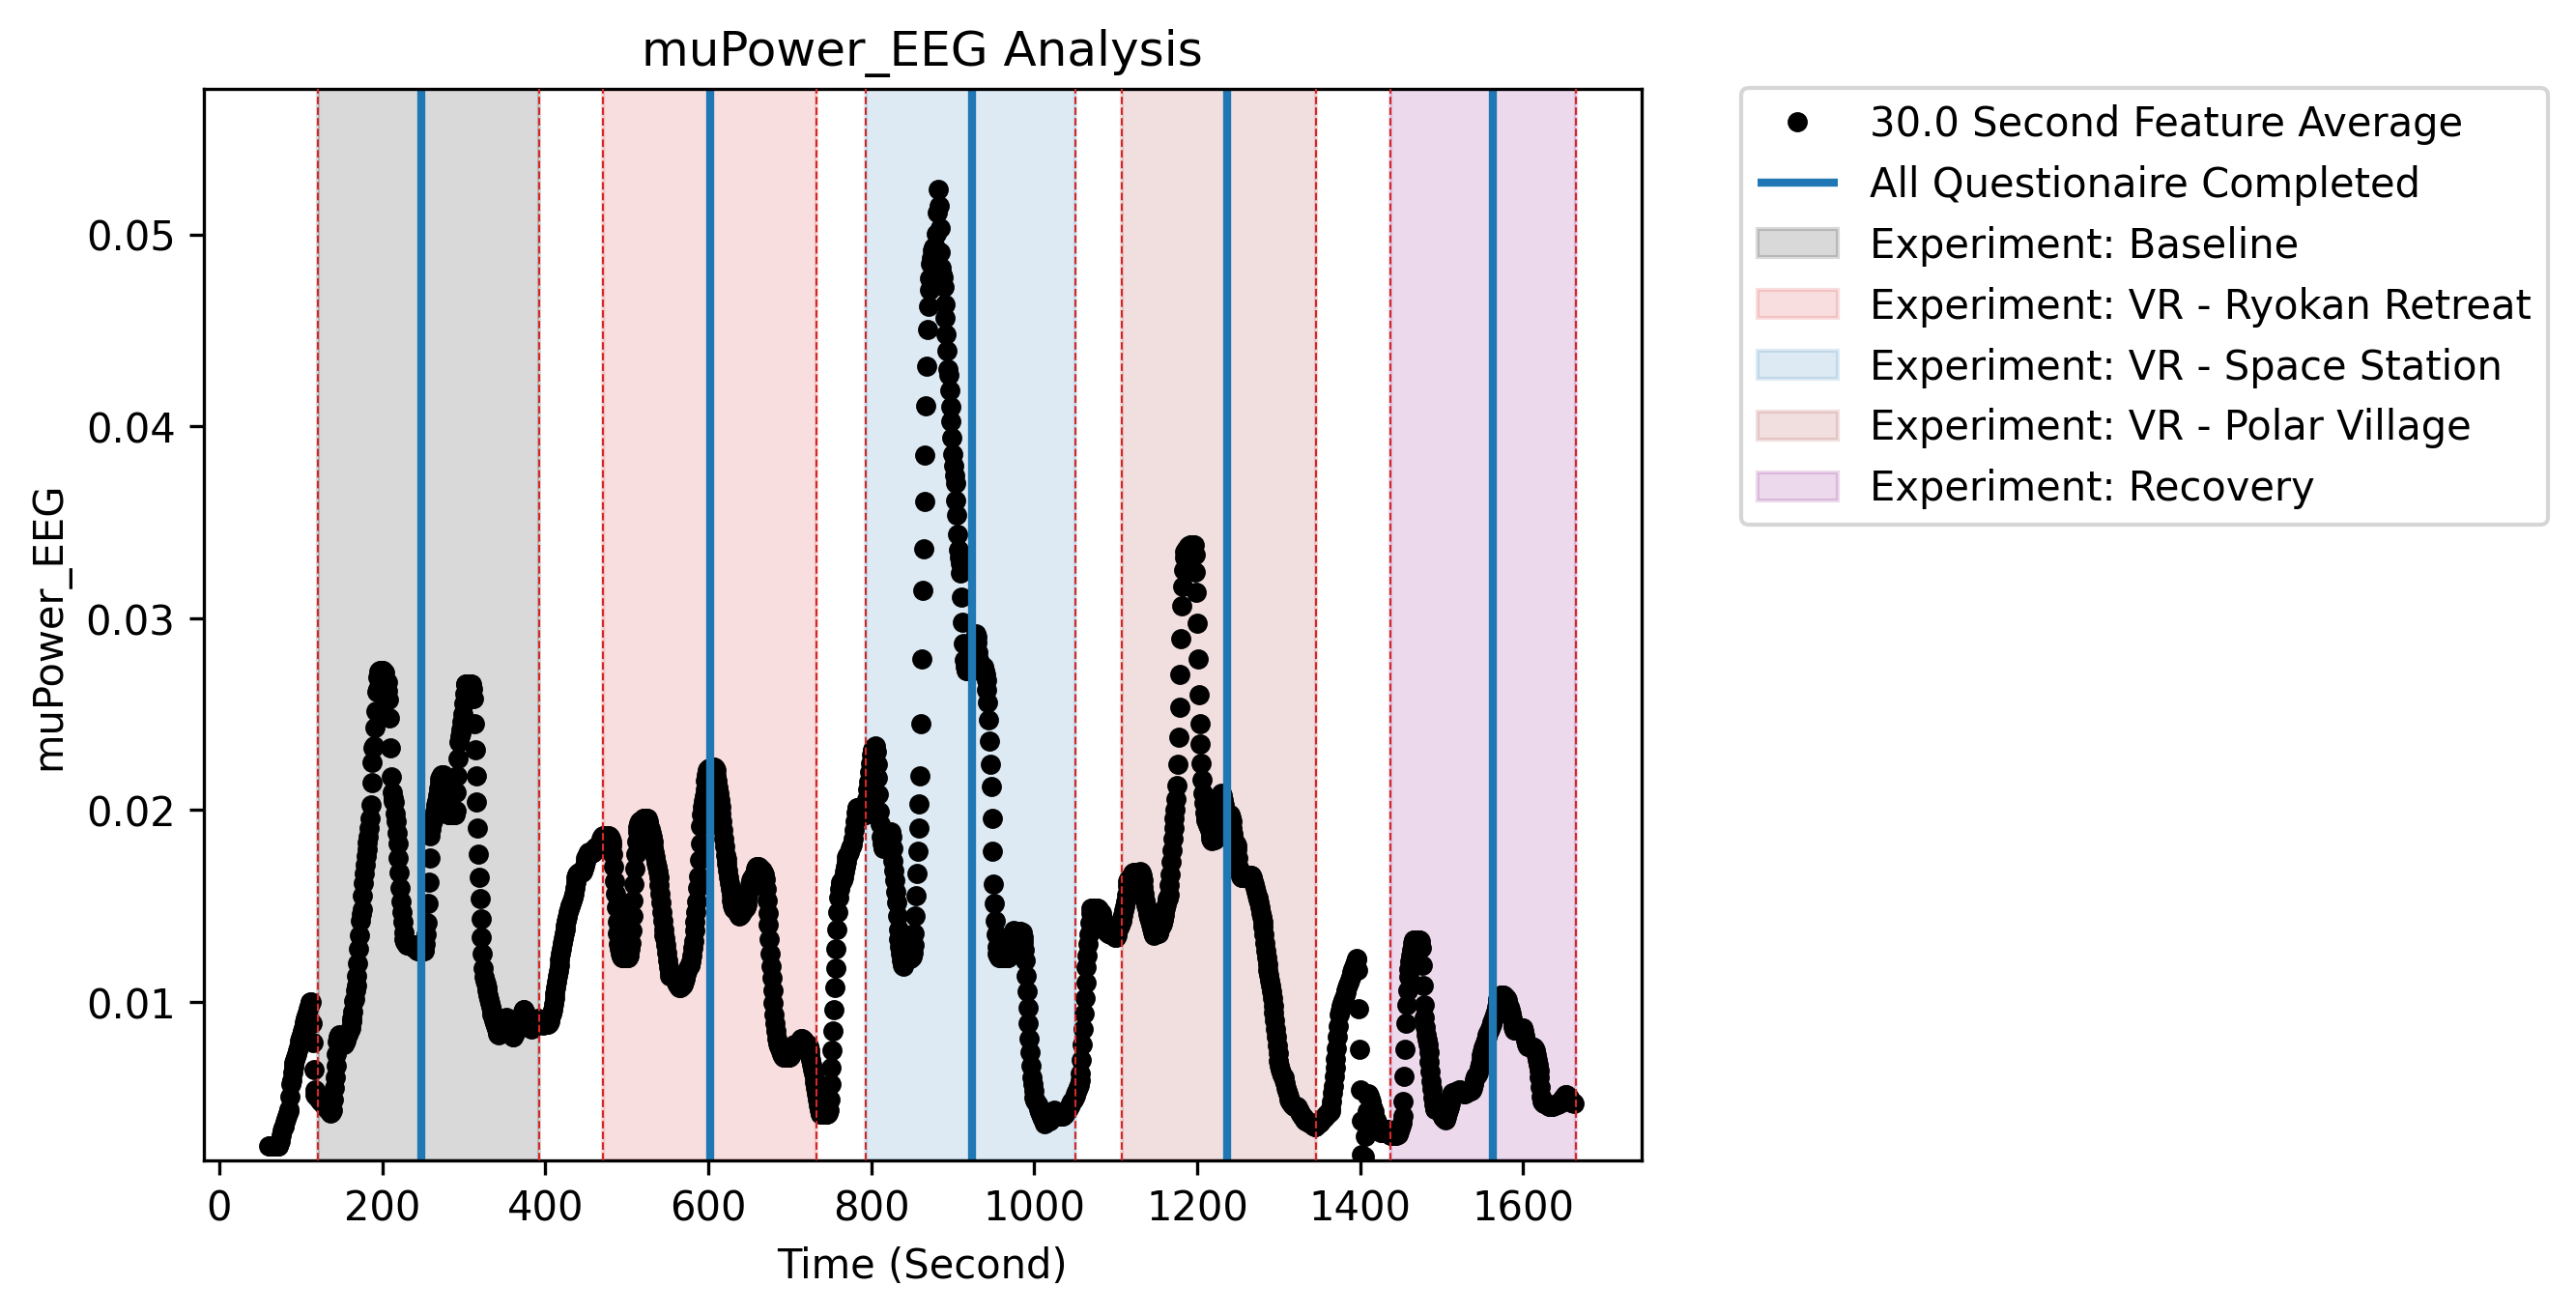 muPower_EEG Analysis
muPower_EEG
0.05
0.04
0.03
0.02
0.01
0 200 400 600 800 1000 1200 1400 1600
Time (Second)
30.0 Second Feature Average
All Questionaire Completed
Experiment: Baseline
Experiment: VR - Ryokan Retreat
Experiment: VR - Space Station
Experiment: VR - Polar Village
Experiment: Recovery